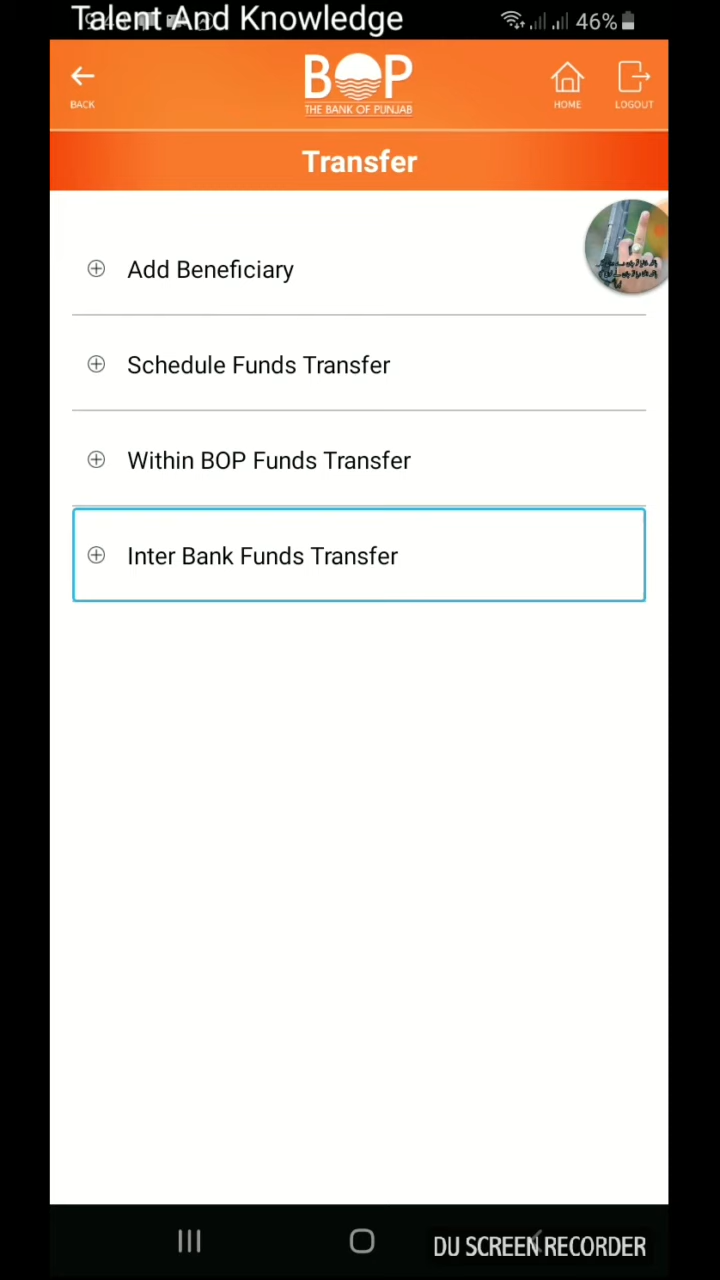 Talent And Knowledge
46%
BACK
BOP
THE BANK OF PUNJAB
HOME
LOGOUT
Transfer
Add Beneficiary
Schedule Funds Transfer
Within BOP Funds Transfer
Inter Bank Funds Transfer
DU SCREEN RECORDER